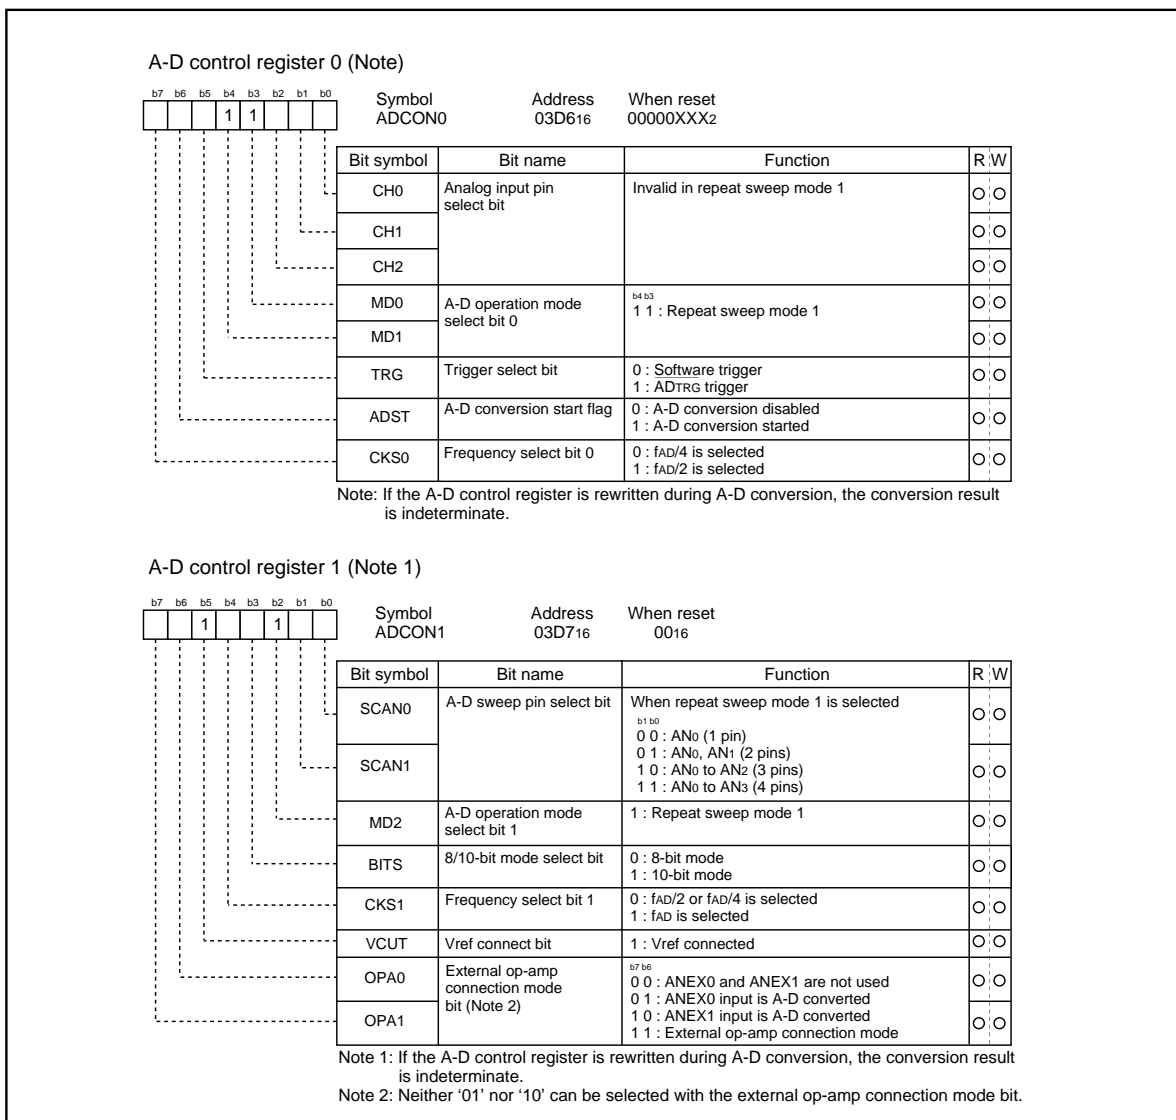 A-D control register 0 (Note)
b7 b6 b5 b4 b3 b2 b1 b0
1 1
Symbol Address When reset
ADCON0 03D616 00000XXX2
Bit symbol Bit name Function R W
CH0 Analog input pin select bit Invalid in repeat sweep mode 1
CH1
CH2
MD0 A-D operation mode select bit 0 b4 b3
1 1 : Repeat sweep mode 1
MD1
TRG Trigger select bit 0 : Software trigger
1 : ADTRG trigger
ADST A-D conversion start flag 0 : A-D conversion disabled
1 : A-D conversion started
CKS0 Frequency select bit 0 0 : fAD/4 is selected
1 : fAD/2 is selected
Note: If the A-D control register is rewritten during A-D conversion, the conversion result
is indeterminate.
A-D control register 1 (Note 1)
b7 b6 b5 b4 b3 b2 b1 b0
1 1
Symbol Address When reset
ADCON1 03D716 0016
Bit symbol Bit name Function R W
SCAN0 A-D sweep pin select bit When repeat sweep mode 1 is selected
b1 b0
0 0 : AN0 (1 pin)
0 1 : AN0, AN1 (2 pins)
SCAN1 1 0 : AN0 to AN2 (3 pins)
1 1 : AN0 to AN3 (4 pins)
MD2 A-D operation mode select bit 1 1 : Repeat sweep mode 1
BITS 8/10-bit mode select bit 0 : 8-bit mode
1 : 10-bit mode
CKS1 Frequency select bit 1 0 : fAD/2 or fAD/4 is selected
1 : fAD is selected
VCUT Vref connect bit 1 : Vref connected
OPA0 External op-amp connection mode bit (Note 2) b7 b6
0 0 : ANEX0 and ANEX1 are not used
0 1 : ANEX0 input is A-D converted
OPA1 1 0 : ANEX1 input is A-D converted
1 1 : External op-amp connection mode
Note 1: If the A-D control register is rewritten during A-D conversion, the conversion result
is indeterminate.
Note 2: Neither ‘01’ nor ‘10’ can be selected with the external op-amp connection mode bit.